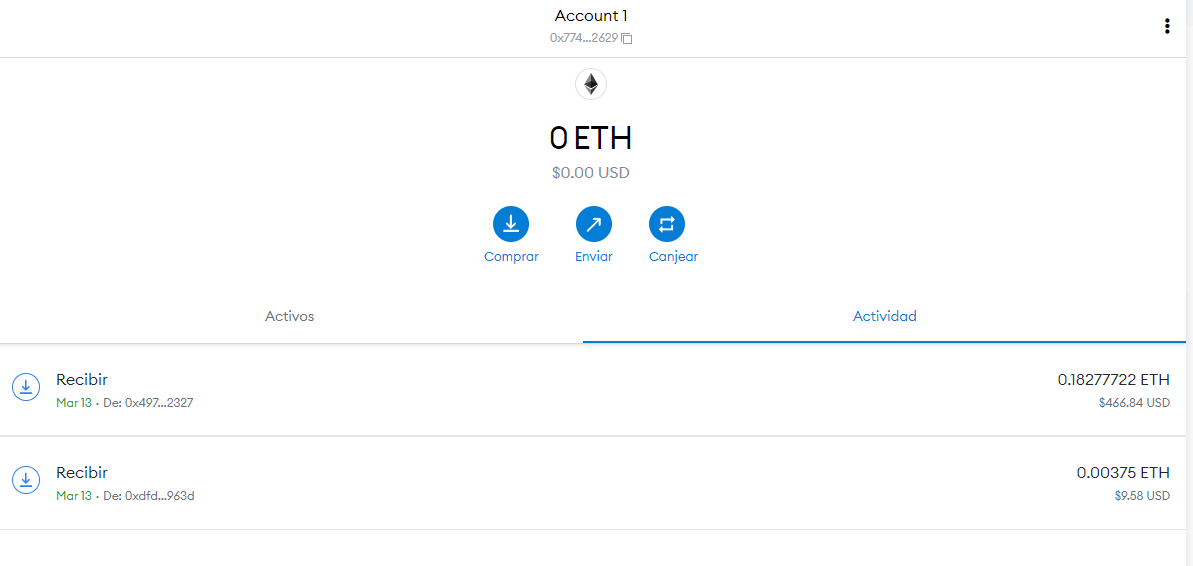 Account 1
0x774...2629
0 ETH
$0.00 USD
Comprar
Enviar
Canjear
Activos
Actividad
Recibir
0.18277722 ETH
Mar 13 · De: 0x497...2327
$466.84 USD
Recibir
0.00375 ETH
Mar 13 · De: 0xdfd...963d
$9.58 USD